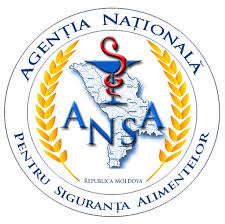 AGENȚIA NAȚIONALĂ
ANSA
REPUBLICA MOLDOVA
PENTRU SIGURANȚA ALIMENTELOR